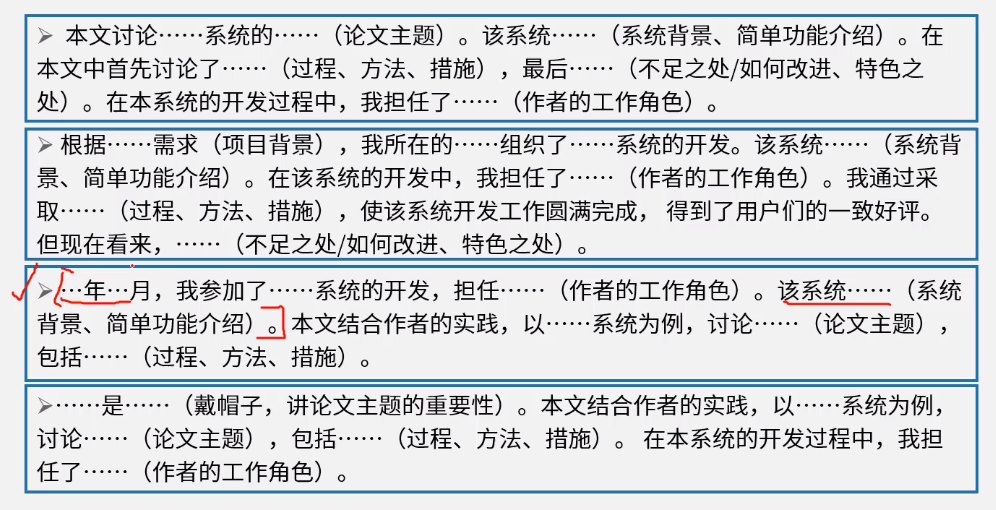 ➢ 本文讨论……系统的……（论文主题）。该系统……（系统背景、简单功能介绍）。在
本文中首先讨论了……（过程、方法、措施），最后……（不足之处/如何改进、特色之
处）。在本系统的开发过程中，我担任了……（作者的工作角色）。
➢ 根据……需求（项目背景），我所在的……组织了……系统的开发。该系统……（系统背
景、简单功能介绍）。在该系统的开发中，我担任了……（作者的工作角色）。我通过采
取……（过程、方法、措施），使该系统开发工作圆满完成， 得到了用户们的一致好评。
但现在看来，……（不足之处/如何改进、特色之处）。
➢ …年…月，我参加了……系统的开发，担任……（作者的工作角色）。该系统……（系统
背景、简单功能介绍）。本文结合作者的实践，以……系统为例，讨论……（论文主题），
包括……（过程、方法、措施）。
➢ ……是……（戴帽子，讲论文主题的重要性）。本文结合作者的实践，以……系统为例，
讨论……（论文主题），包括……（过程、方法、措施）。 在本系统的开发过程中，我担
任了……（作者的工作角色）。